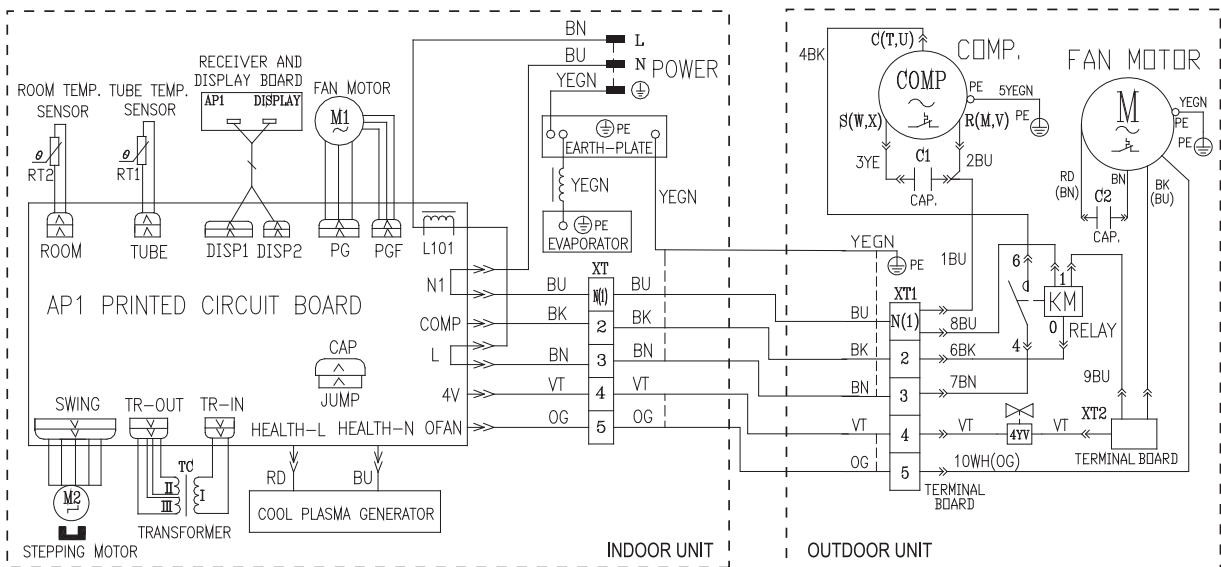 BN
L
BU
N
POWER
YEGN
ROOM TEMP.
SENSOR
θ
RT2
TUBE TEMP.
SENSOR
θ
RT1
RECEIVER AND
DISPLAY BOARD
AP1 DISPLAY
FAN MOTOR
M1
~
PE
EARTH-PLATE
YEGN
YEGN
PE
EVAPORATOR
ROOM
TUBE
DISP1
DISP2
PG
PGF
L101
AP1 PRINTED CIRCUIT BOARD
N1
COMP
L
4V
OFAN
CAP
JUMP
SWING
TR-OUT
TR-IN
HEALTH-L
HEALTH-N
M2
STEPPING MOTOR
TC
II
III
I
TRANSFORMER
RD
BU
COOL PLASMA GENERATOR
XT
BU N(1) BU
BK 2 BK
BN 3 BN
VT 4 VT
OG 5 OG
INDOOR UNIT
4BK
C(T,U)
COMP.
COMP
PE
5YEGN
PE
S(W,X)
R(M,V)
3YE
C1
CAP.
2BU
FAN MOTOR
M
YEGN
PE
PE
RD
(BN)
BN
C2
CAP.
BK
(BU)
YEGN
PE
1BU
6
4
1
KM
0
RELAY
XT1
BU N(1) 8BU
BK 2 6BK
BN 3 7BN
VT 4 VT
4YV
VT
OG 5 10WH(OG)
TERMINAL
BOARD
9BU
XT2
TERMINAL BOARD
OUTDOOR UNIT